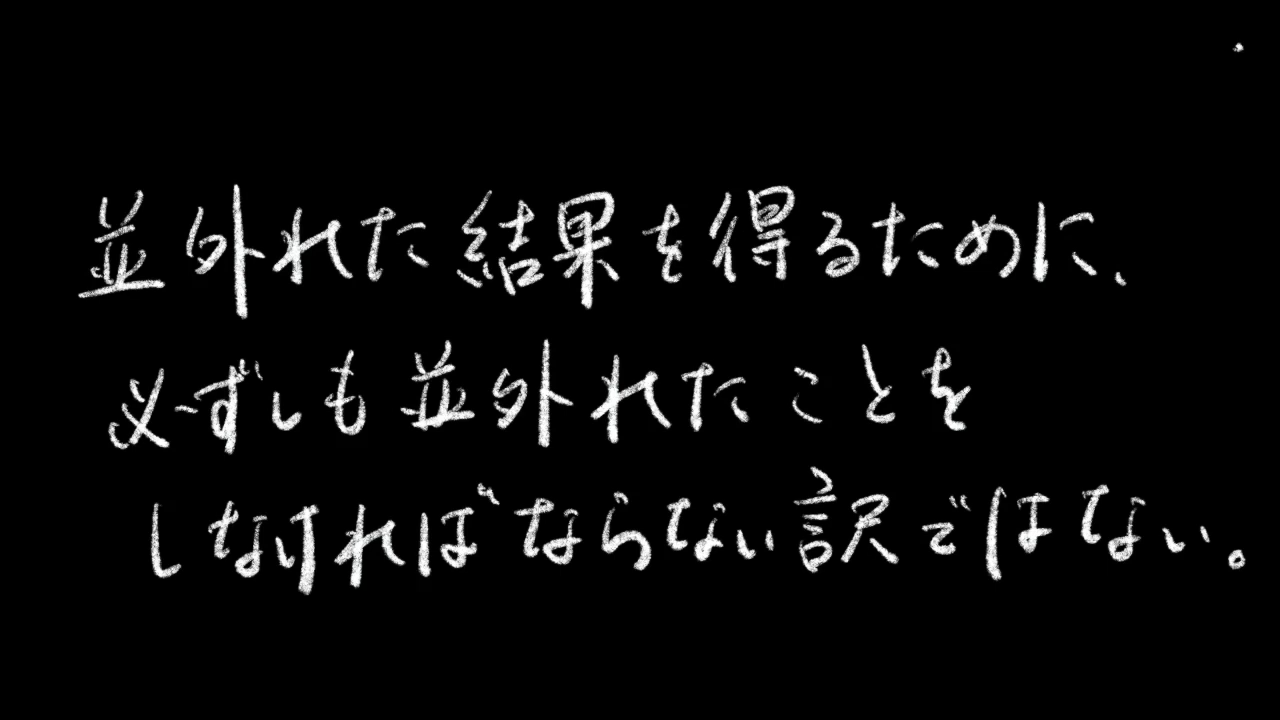 並外れた結果を得るために、
必ずしも並外れたことを
しなければならない訳ではない。